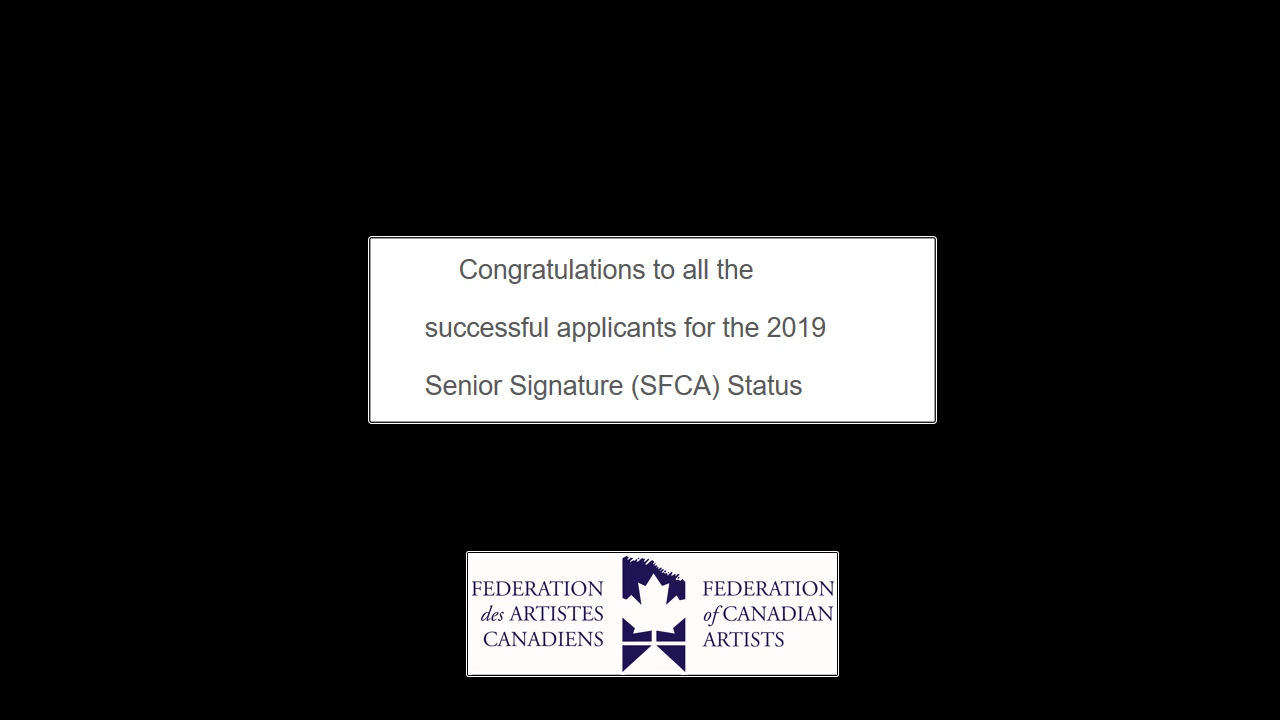 Congratulations to all the
successful applicants for the 2019
Senior Signature (SFCA) Status
FEDERATION
des ARTISTES
CANADIENS
FEDERATION
of CANADIAN
ARTISTS